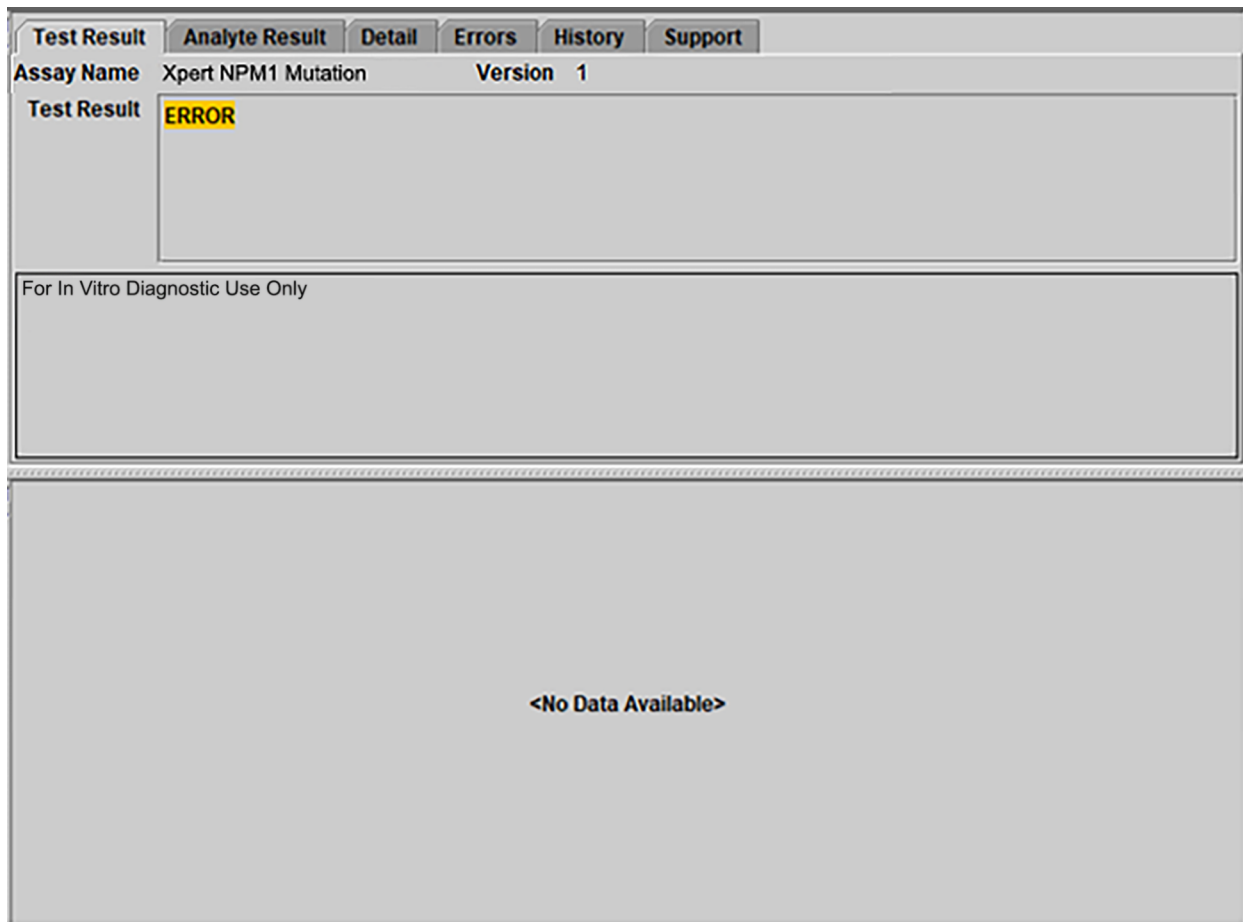 Test Result Analyte Result Detail Errors History Support
Assay Name Xpert NPM1 Mutation Version 1
Test Result ERROR
For In Vitro Diagnostic Use Only
<No Data Available>